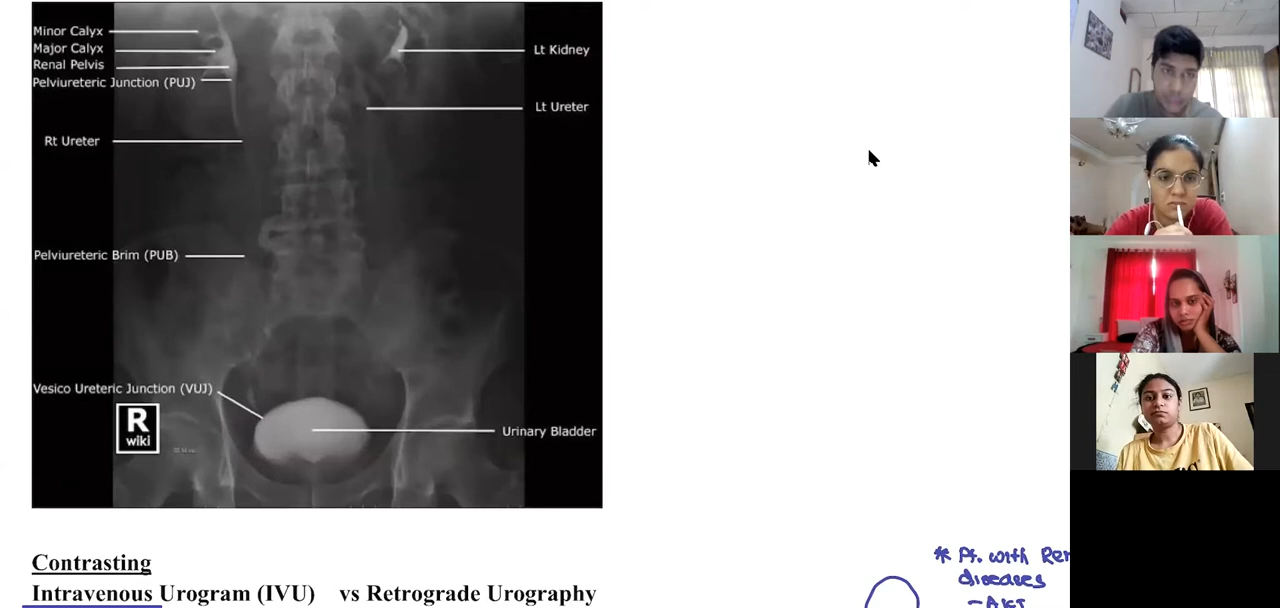 Minor Calyx
Major Calyx
Renal Pelvis
Pelviureteric Junction (PUJ)
Rt Ureter
Pelviureteric Brim (PUB)
Vesico Ureteric Junction (VUJ)
R
wiki
Lt Kidney
Lt Ureter
Urinary Bladder
Contrasting
Intravenous Urogram (IVU) vs Retrograde Urography
* Pt. with Ren
diseases